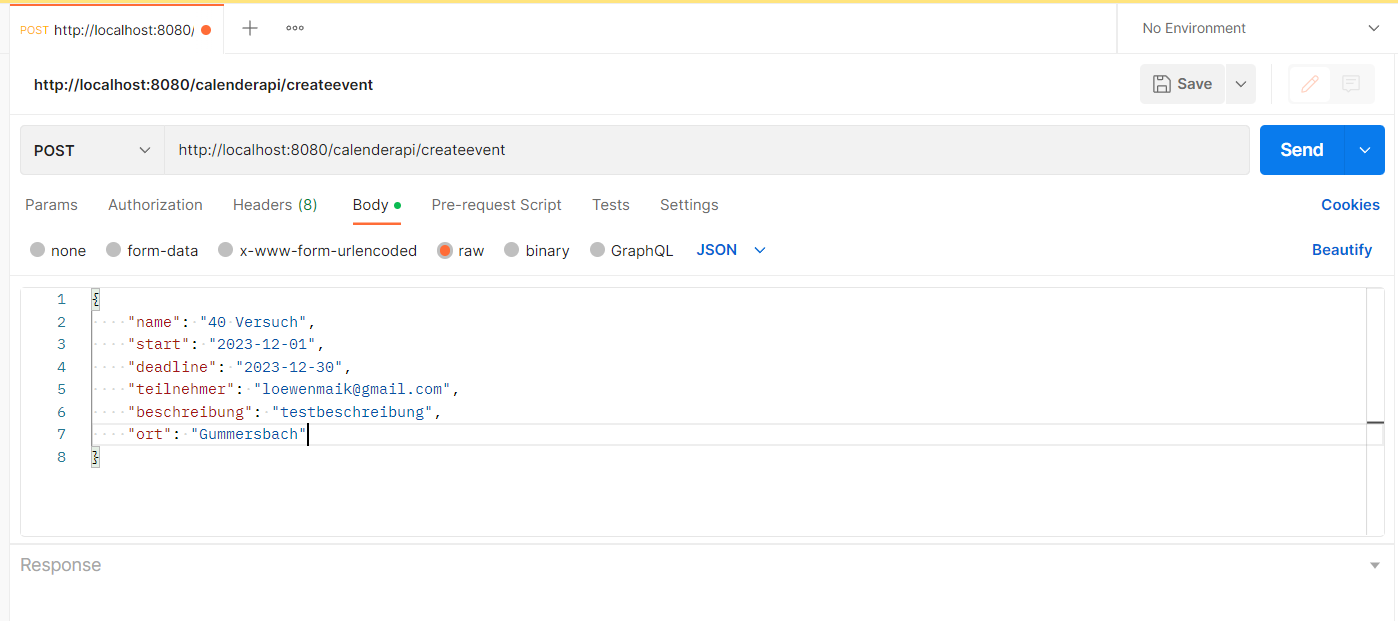 POST http://localhost:8080/
No Environment
http://localhost:8080/calenderapi/createevent
Save
POST http://localhost:8080/calenderapi/createevent
Send
Params Authorization Headers (8) Body Pre-request Script Tests Settings Cookies
none form-data x-www-form-urlencoded raw binary GraphQL JSON Beautify
1 {
2 "name": "40 Versuch",
3 "start": "2023-12-01",
4 "deadline": "2023-12-30",
5 "teilnehmer": "loewenmaik@gmail.com",
6 "beschreibung": "testbeschreibung",
7 "ort": "Gummersbach"
8 }
Response